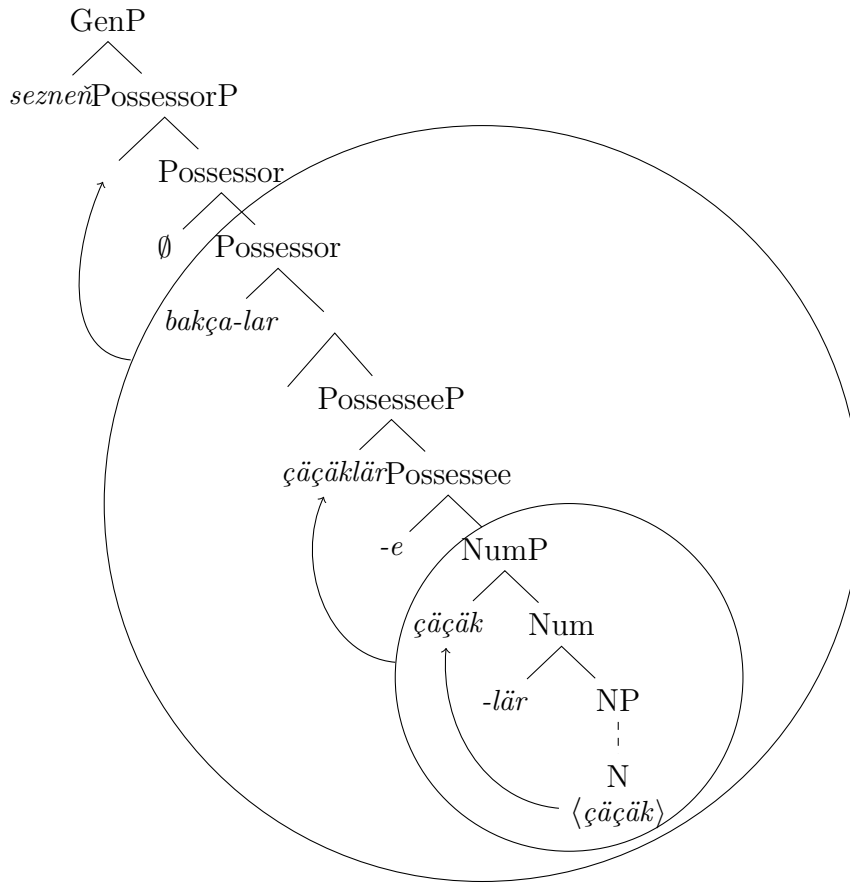 GenP
sezneň PossessorP
Possessor
∅ Possessor
bakça-lar
PossesseeP
çäçäklär Possessee
-e NumP
çäçäk Num
-lär NP
N
⟨çäçäk⟩